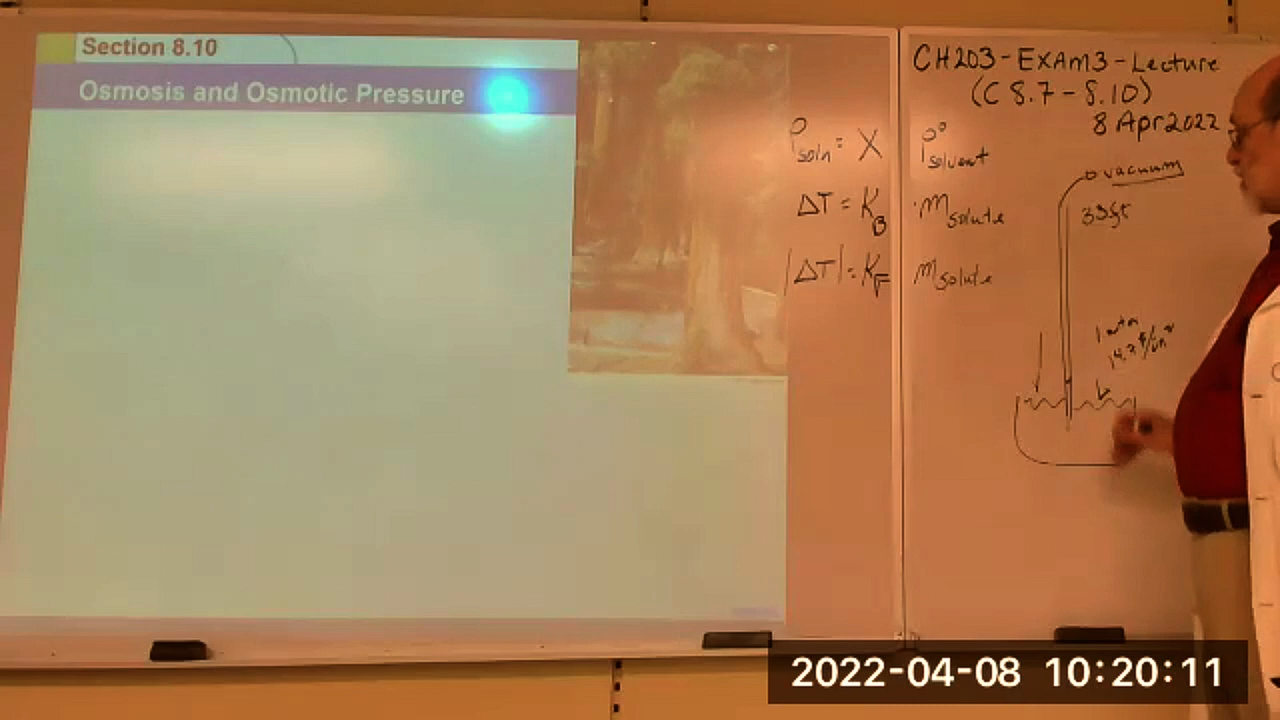 Section 8.10
Osmosis and Osmotic Pressure
CH203-EXAM3-Lecture
(C 8.7-8.10)
8 Apr 2022
P soln = X P° solvent
ΔT = K B · m solute
|ΔT| = K F m solute
vacuum
33ft
1 atm
14.7 #/in²
2022-04-08 10:20:11